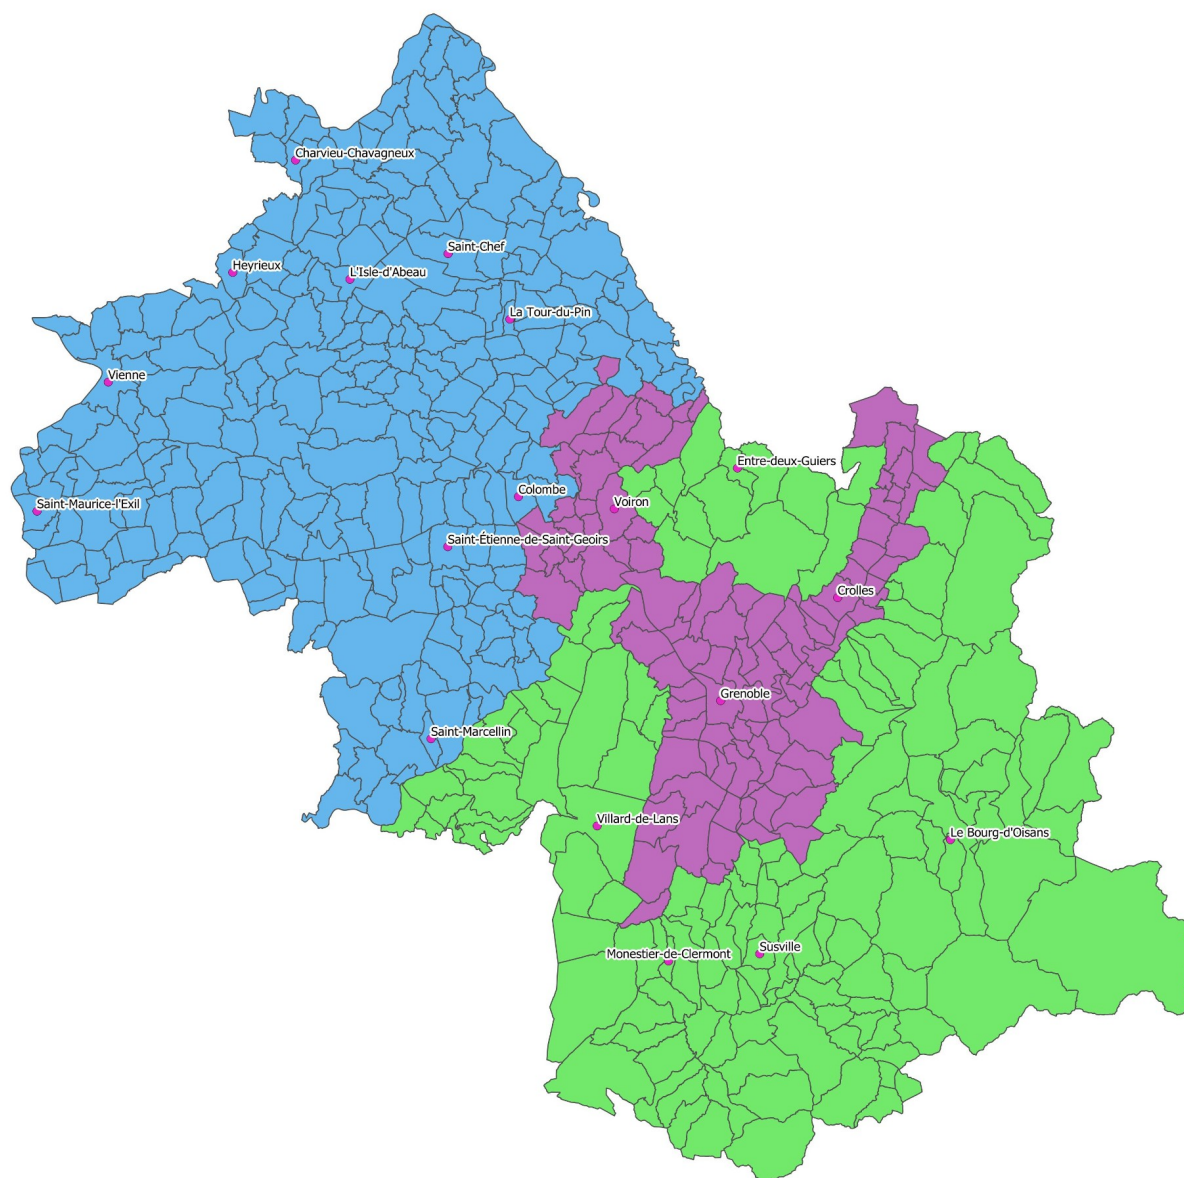 Charvieu-Chavagneux
Saint-Chef
Heyrieux
L'Isle-d'Abeau
La Tour-du-Pin
Vienne
Entre-deux-Guiers
Colombe
Saint-Maurice-l'Exil
Voiron
Saint-Étienne-de-Saint-Geoirs
Crolles
Grenoble
Saint-Marcellin
Villard-de-Lans
Le Bourg-d'Oisans
Monestier-de-Clermont
Susville